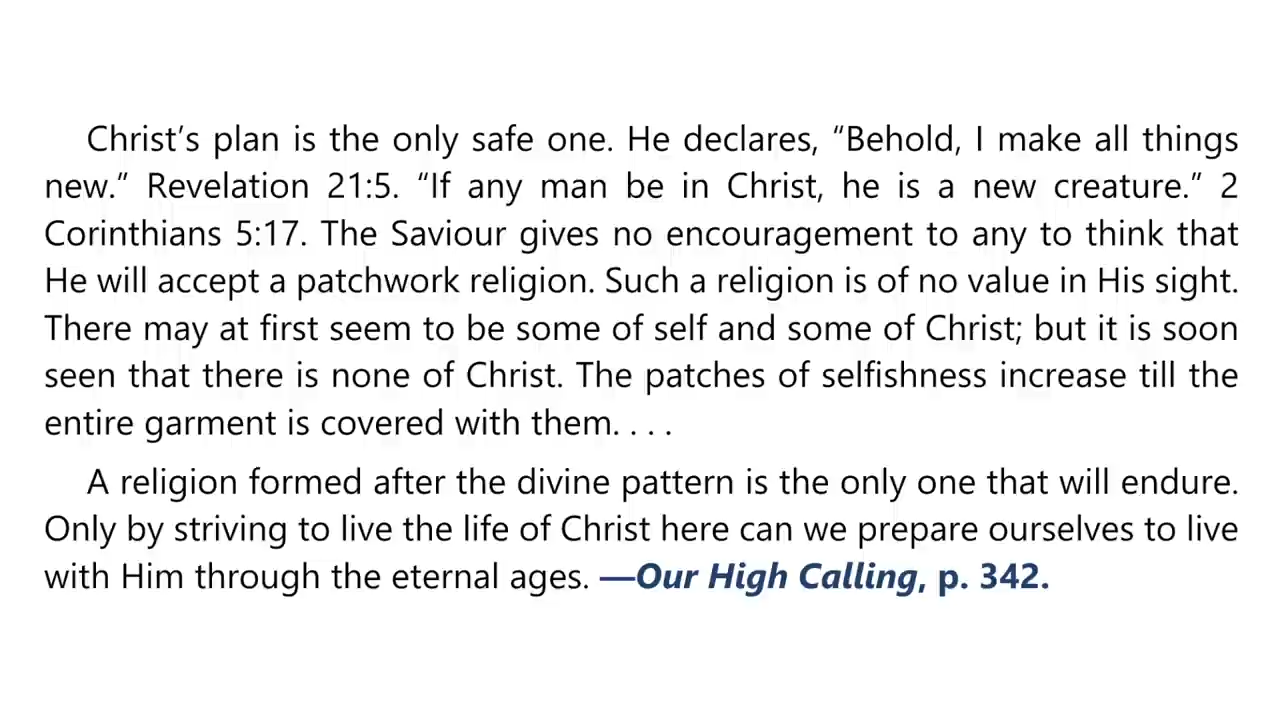 Christ’s plan is the only safe one. He declares, “Behold, I make all things
new.” Revelation 21:5. “If any man be in Christ, he is a new creature.” 2
Corinthians 5:17. The Saviour gives no encouragement to any to think that
He will accept a patchwork religion. Such a religion is of no value in His sight.
There may at first seem to be some of self and some of Christ; but it is soon
seen that there is none of Christ. The patches of selfishness increase till the
entire garment is covered with them. . . .
A religion formed after the divine pattern is the only one that will endure.
Only by striving to live the life of Christ here can we prepare ourselves to live
with Him through the eternal ages. —Our High Calling, p. 342.